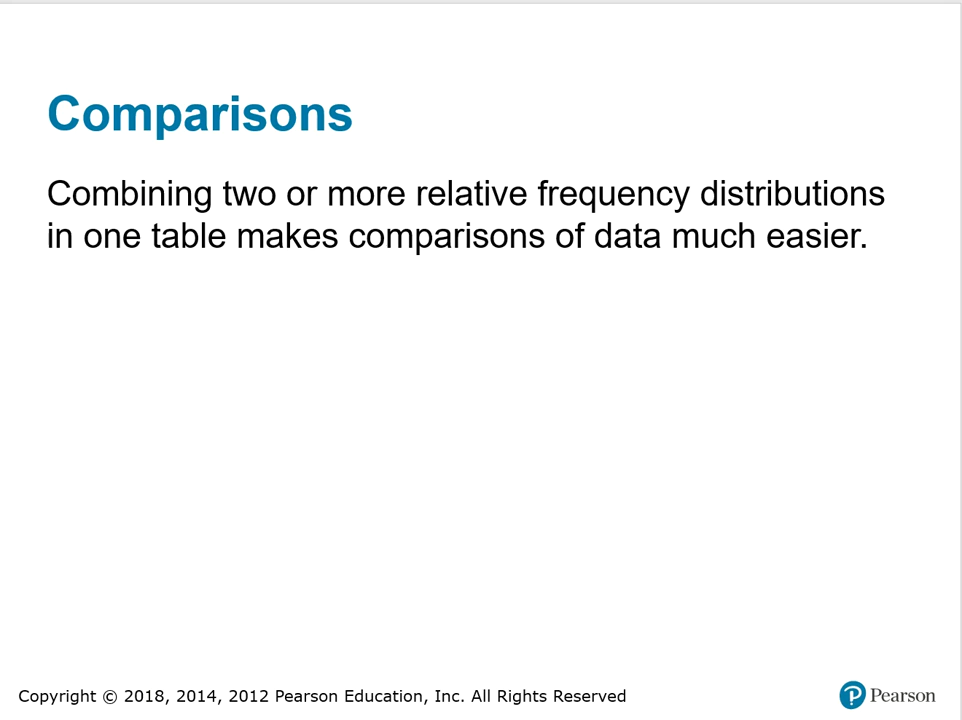 Comparisons
Combining two or more relative frequency distributions
in one table makes comparisons of data much easier.
Copyright © 2018, 2014, 2012 Pearson Education, Inc. All Rights Reserved
P Pearson